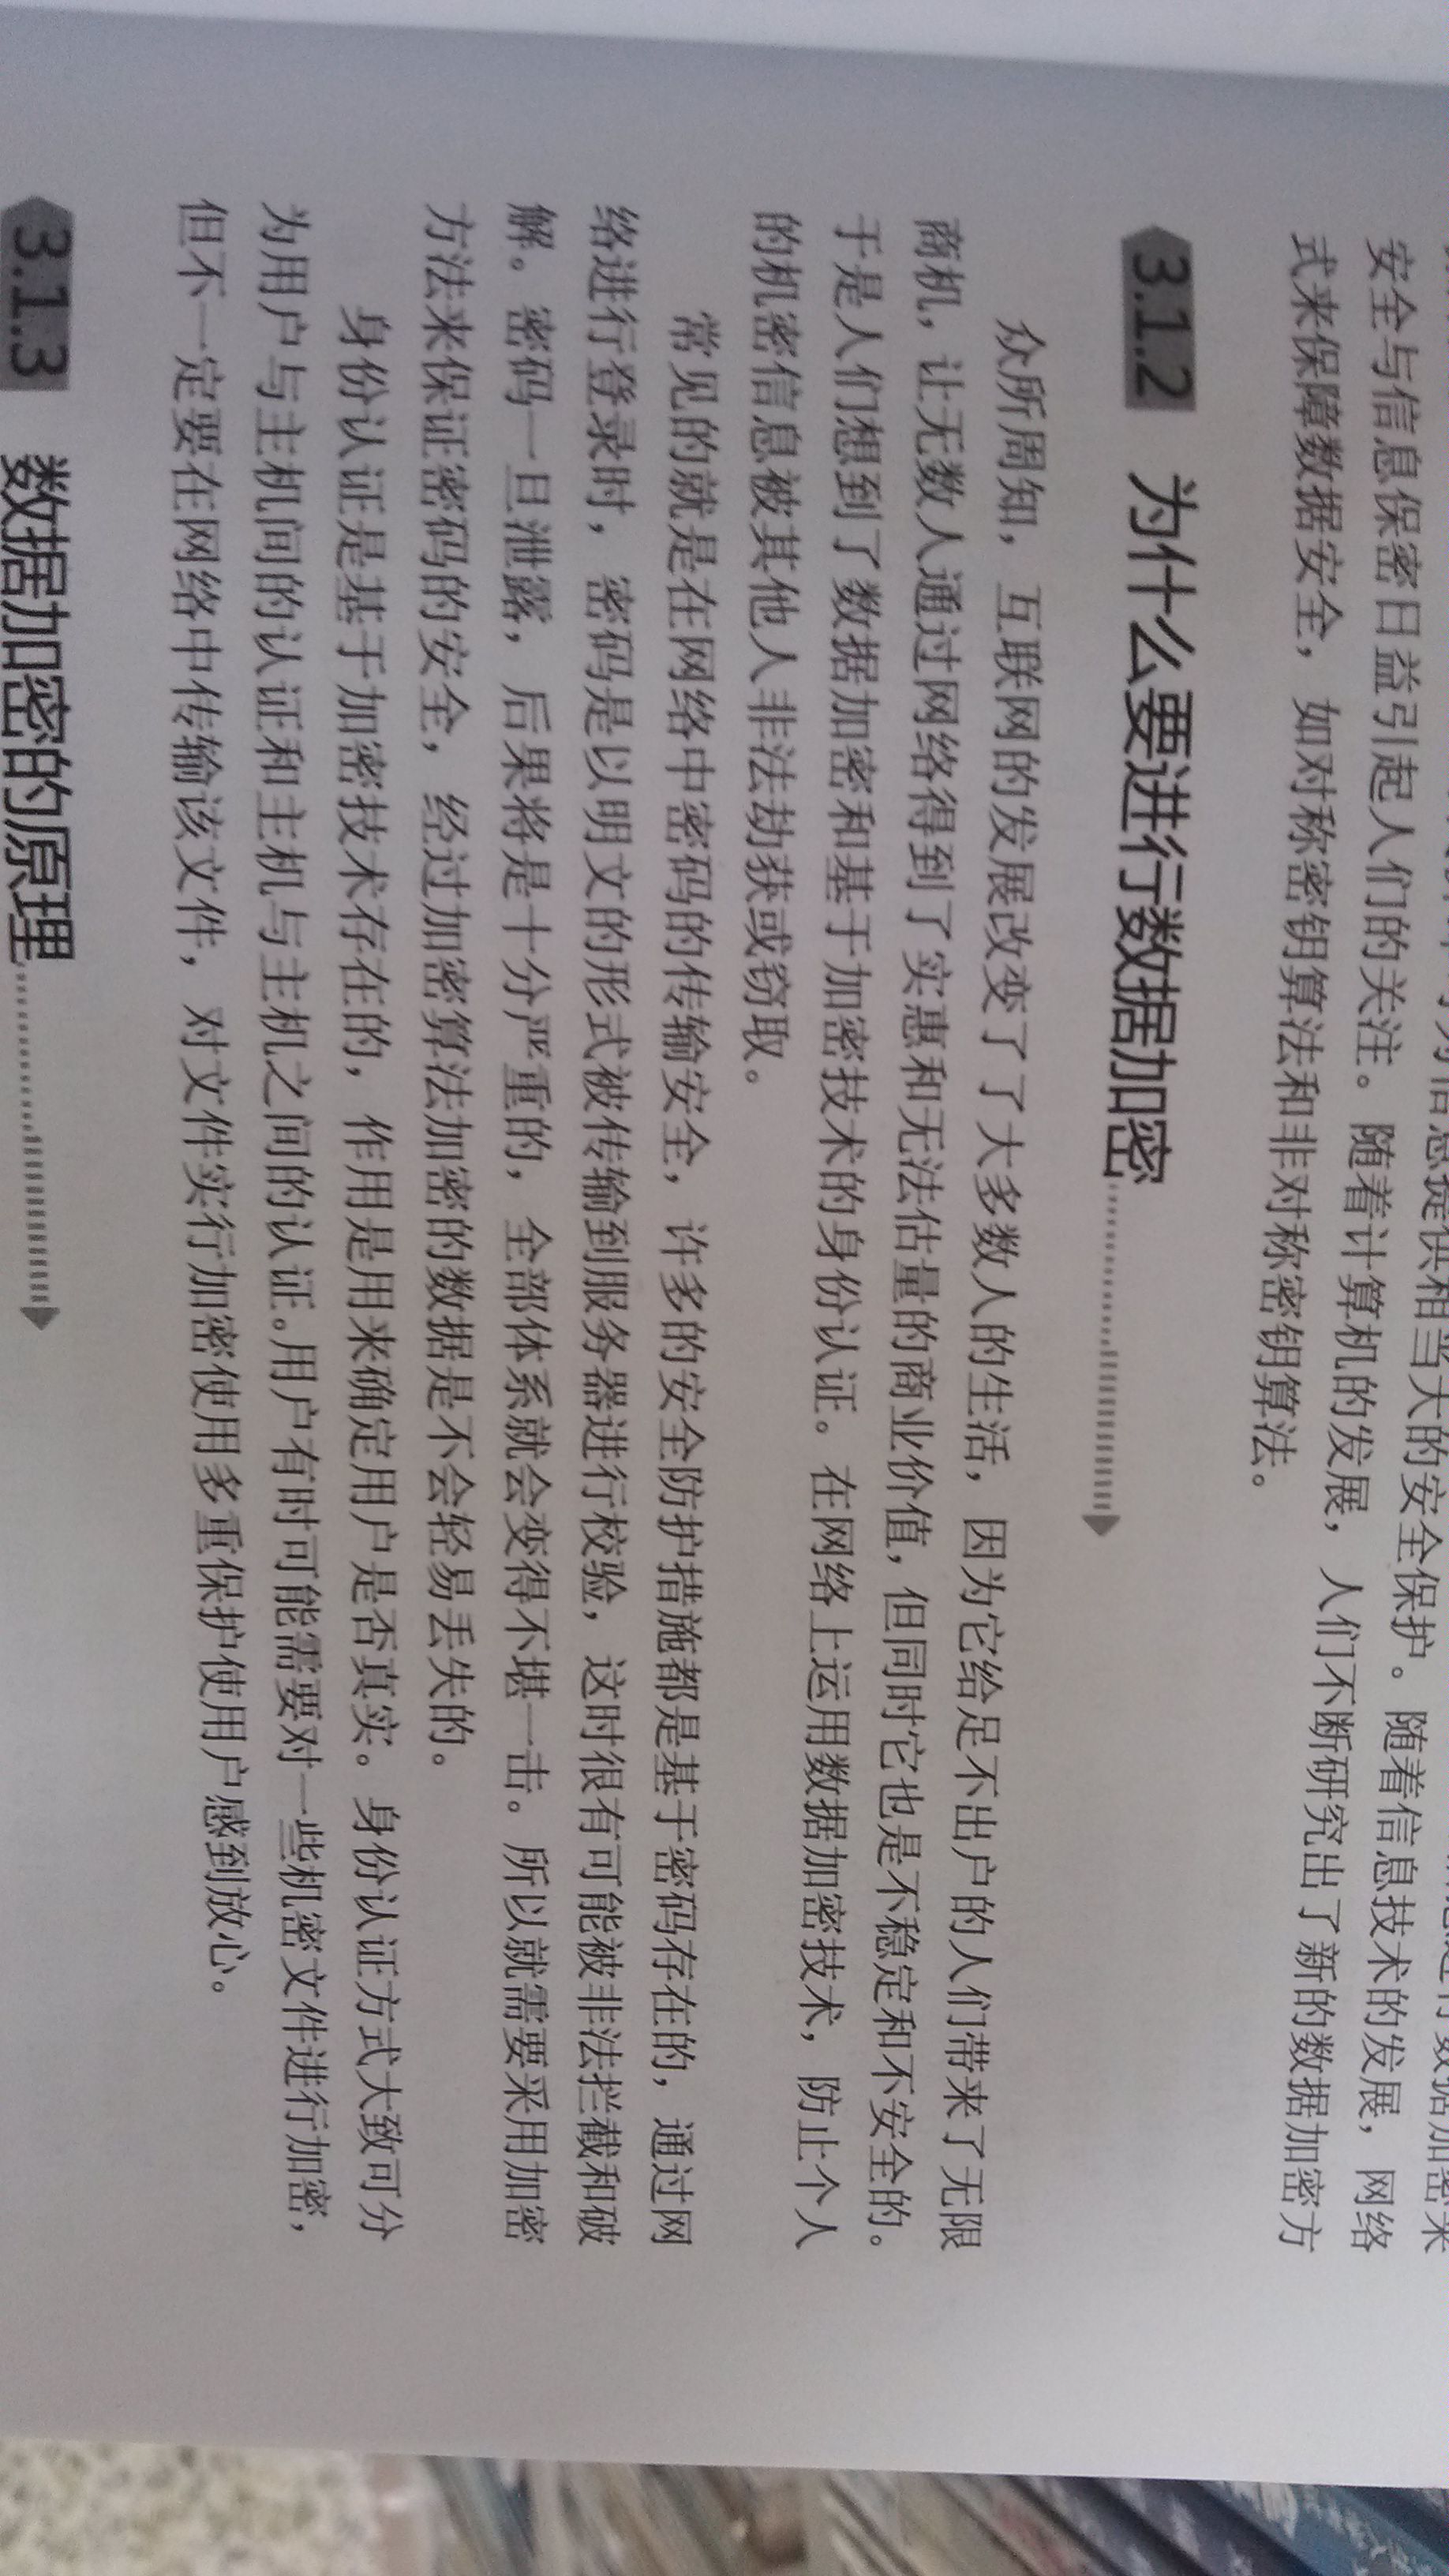 信息提供相当大的安全保护。随着信息技术的发展，网络
安全与信息保密日益引起人们的关注。随着计算机的发展，人们不断研究出了新的数据加密方
式来保障数据安全，如对称密钥算法和非对称密钥算法。
3.1.2 为什么要进行数据加密
众所周知，互联网的发展改变了了大多数人的生活，因为它给足不出户的人们带来了无限
商机，让无数人通过网络得到了实惠和无法估量的商业价值，但同时它也是不稳定和不安全的。
于是人们想到了数据加密和基于加密技术的身份认证。在网络上运用数据加密技术，防止个人
的机密信息被其他人非法劫获或窃取。
常见的就是在网络中密码的传输安全，许多的安全防护措施都是基于密码存在的，通过网
络进行登录时，密码是以明文的形式被传输到服务器进行校验，这时很有可能被非法拦截和破
解。密码一旦泄露，后果将是十分严重的，全部体系就会变得不堪一击。所以就需要采用加密
方法来保证密码的安全，经过加密算法加密的数据是不会轻易丢失的。
身份认证是基于加密技术存在的，作用是用来确定用户是否真实。身份认证方式大致可分
为用户与主机间的认证和主机与主机之间的认证。用户有时可能需要对一些机密文件进行加密，
但不一定要在网络中传输该文件，对文件实行加密使用多重保护使用户感到放心。
3.1.3 数据加密的原理